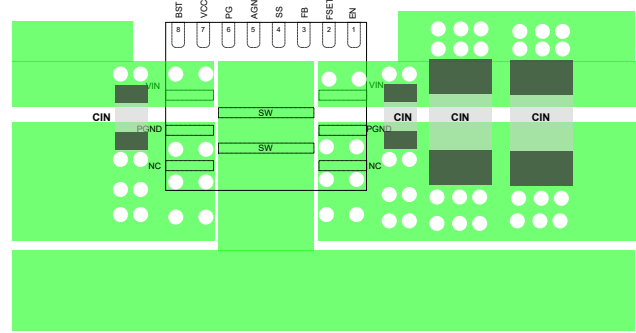 BST VCC PG AGN SS FB FSET EN
8 7 6 5 4 3 2 1
VIN VIN
SW
CIN CIN CIN CIN
PGND PGND
SW
NC NC